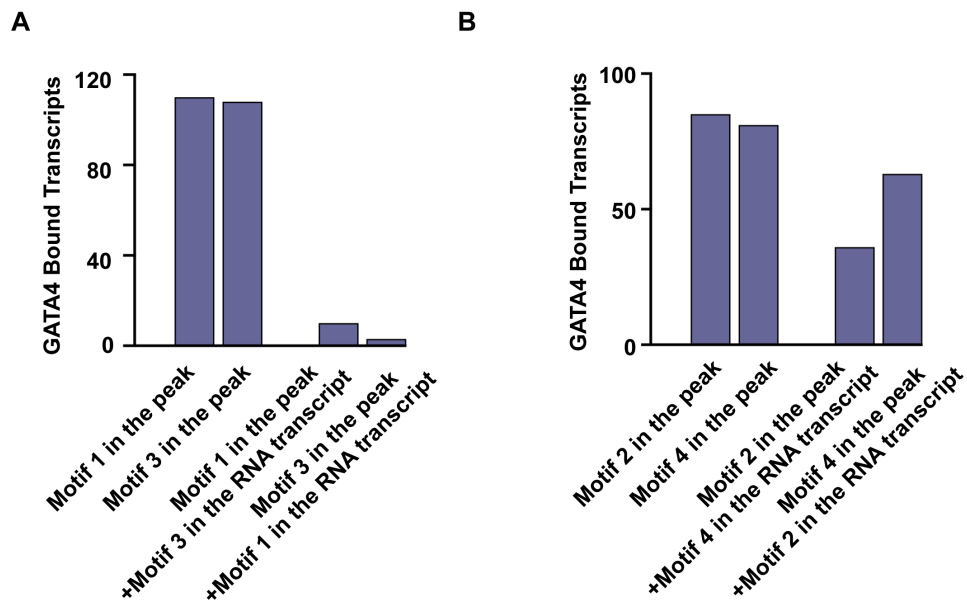 A
GATA4 Bound Transcripts
120
80
40
0
Motif 1 in the peak
Motif 3 in the peak
Motif 1 in the peak
+Motif 3 in the RNA transcript
Motif 3 in the peak
+Motif 1 in the RNA transcript
B
GATA4 Bound Transcripts
100
50
0
Motif 2 in the peak
Motif 4 in the peak
Motif 2 in the peak
+Motif 4 in the RNA transcript
Motif 4 in the peak
+Motif 2 in the RNA transcript